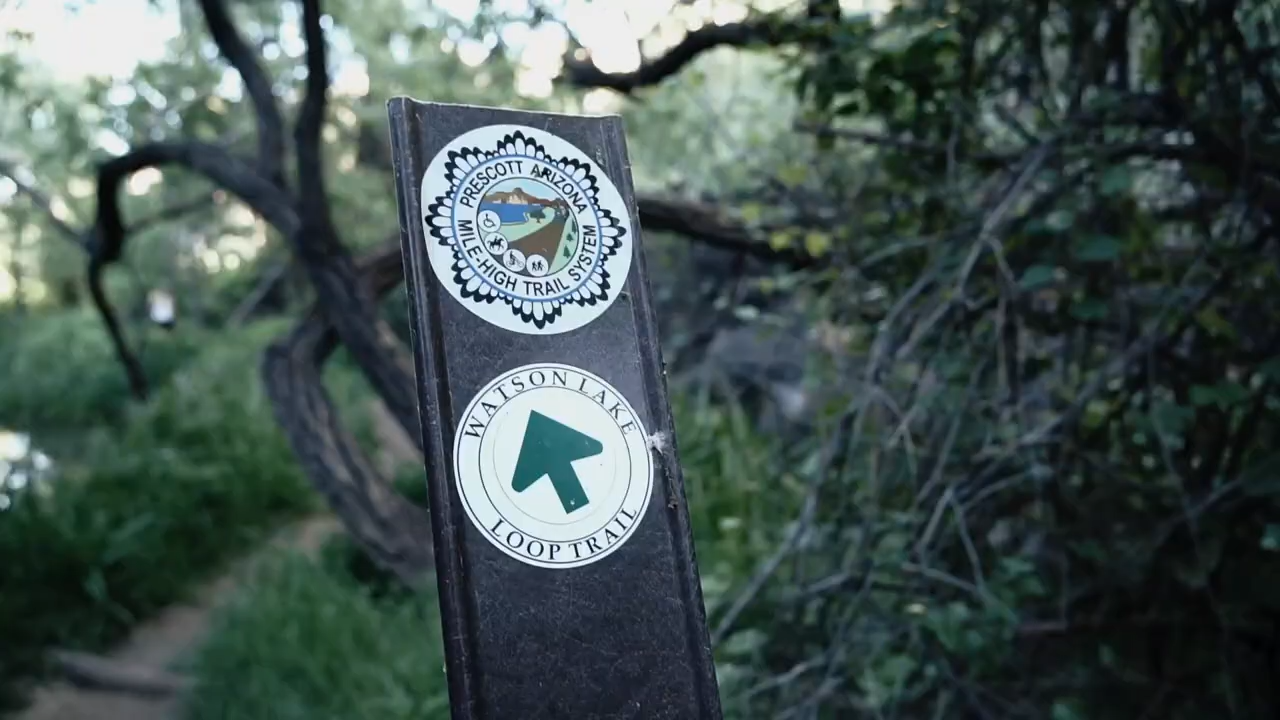 PRESCOTT ARIZONA
MILE-HIGH TRAIL SYSTEM
WATSON LAKE
LOOP TRAIL